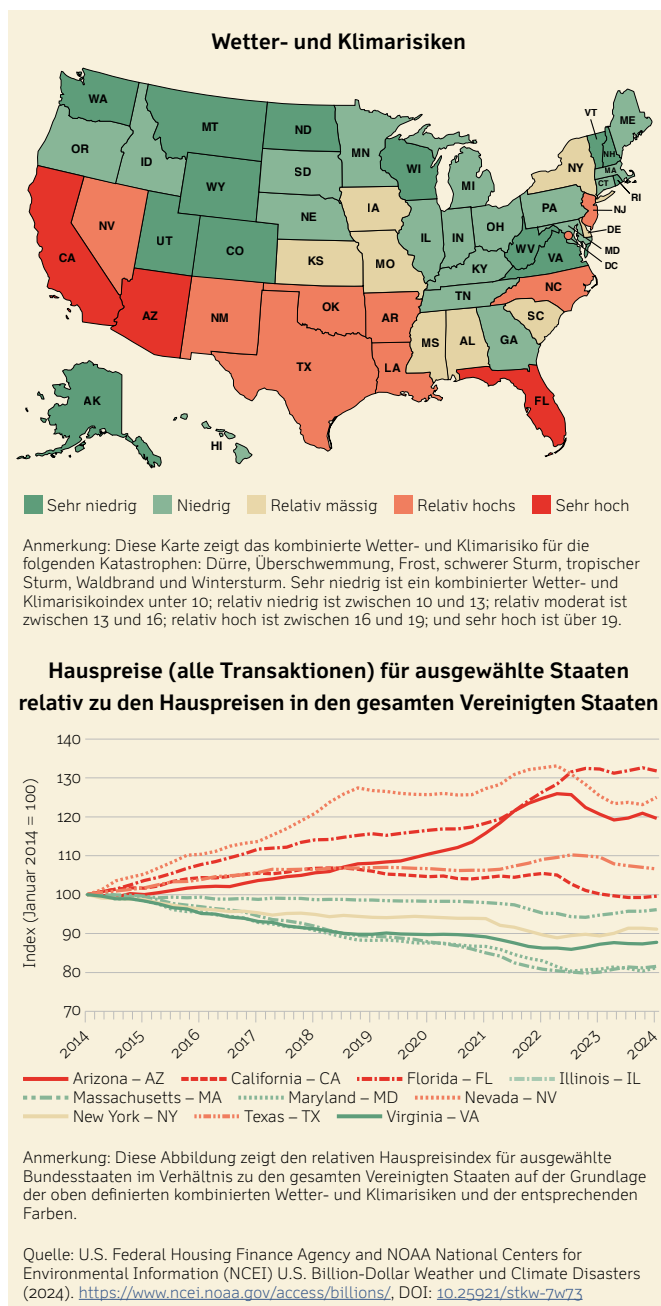 Wetter- und Klimarisiken
WA
MT
ND
MN
VT
ME
OR
ID
WY
SD
WI
MI
NY
NH
MA
CT
RI
NV
UT
CO
NE
IA
IL
IN
OH
PA
NJ
DE
MD
DC
CA
KS
MO
KY
WV
VA
TN
NC
AZ
NM
OK
AR
SC
MS
AL
GA
TX
LA
AK
HI
FL
Sehr niedrig Niedrig Relativ mässig Relativ hochs Sehr hoch
Anmerkung: Diese Karte zeigt das kombinierte Wetter- und Klimarisiko für die
folgenden Katastrophen: Dürre, Überschwemmung, Frost, schwerer Sturm, tropischer
Sturm, Waldbrand und Wintersturm. Sehr niedrig ist ein kombinierter Wetter- und
Klimarisikoindex unter 10; relativ niedrig ist zwischen 10 und 13; relativ moderat ist
zwischen 13 und 16; relativ hoch ist zwischen 16 und 19; und sehr hoch ist über 19.
Hauspreise (alle Transaktionen) für ausgewählte Staaten
relativ zu den Hauspreisen in den gesamten Vereinigten Staaten
Index (Januar 2014 = 100)
140
130
120
110
100
90
80
70
2014 2015 2016 2017 2018 2019 2020 2021 2022 2023 2024
Arizona – AZ California – CA Florida – FL Illinois – IL
Massachusetts – MA Maryland – MD Nevada – NV
New York – NY Texas – TX Virginia – VA
Anmerkung: Diese Abbildung zeigt den relativen Hauspreisindex für ausgewählte
Bundesstaaten im Verhältnis zu den gesamten Vereinigten Staaten auf der Grundlage
der oben definierten kombinierten Wetter- und Klimarisiken und der entsprechenden
Farben.
Quelle: U.S. Federal Housing Finance Agency and NOAA National Centers for
Environmental Information (NCEI) U.S. Billion-Dollar Weather and Climate Disasters
(2024). https://www.ncei.noaa.gov/access/billions/, DOI: 10.25921/stkw-7w73